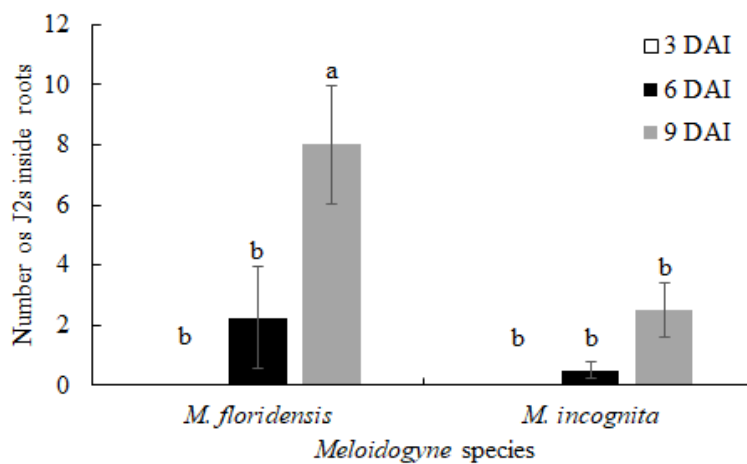 12
10
8
6
4
2
0
Number os J2s inside roots
3 DAI
6 DAI
9 DAI
b
b
a
b
b
b
M. floridensis
M. incognita
Meloidogyne species